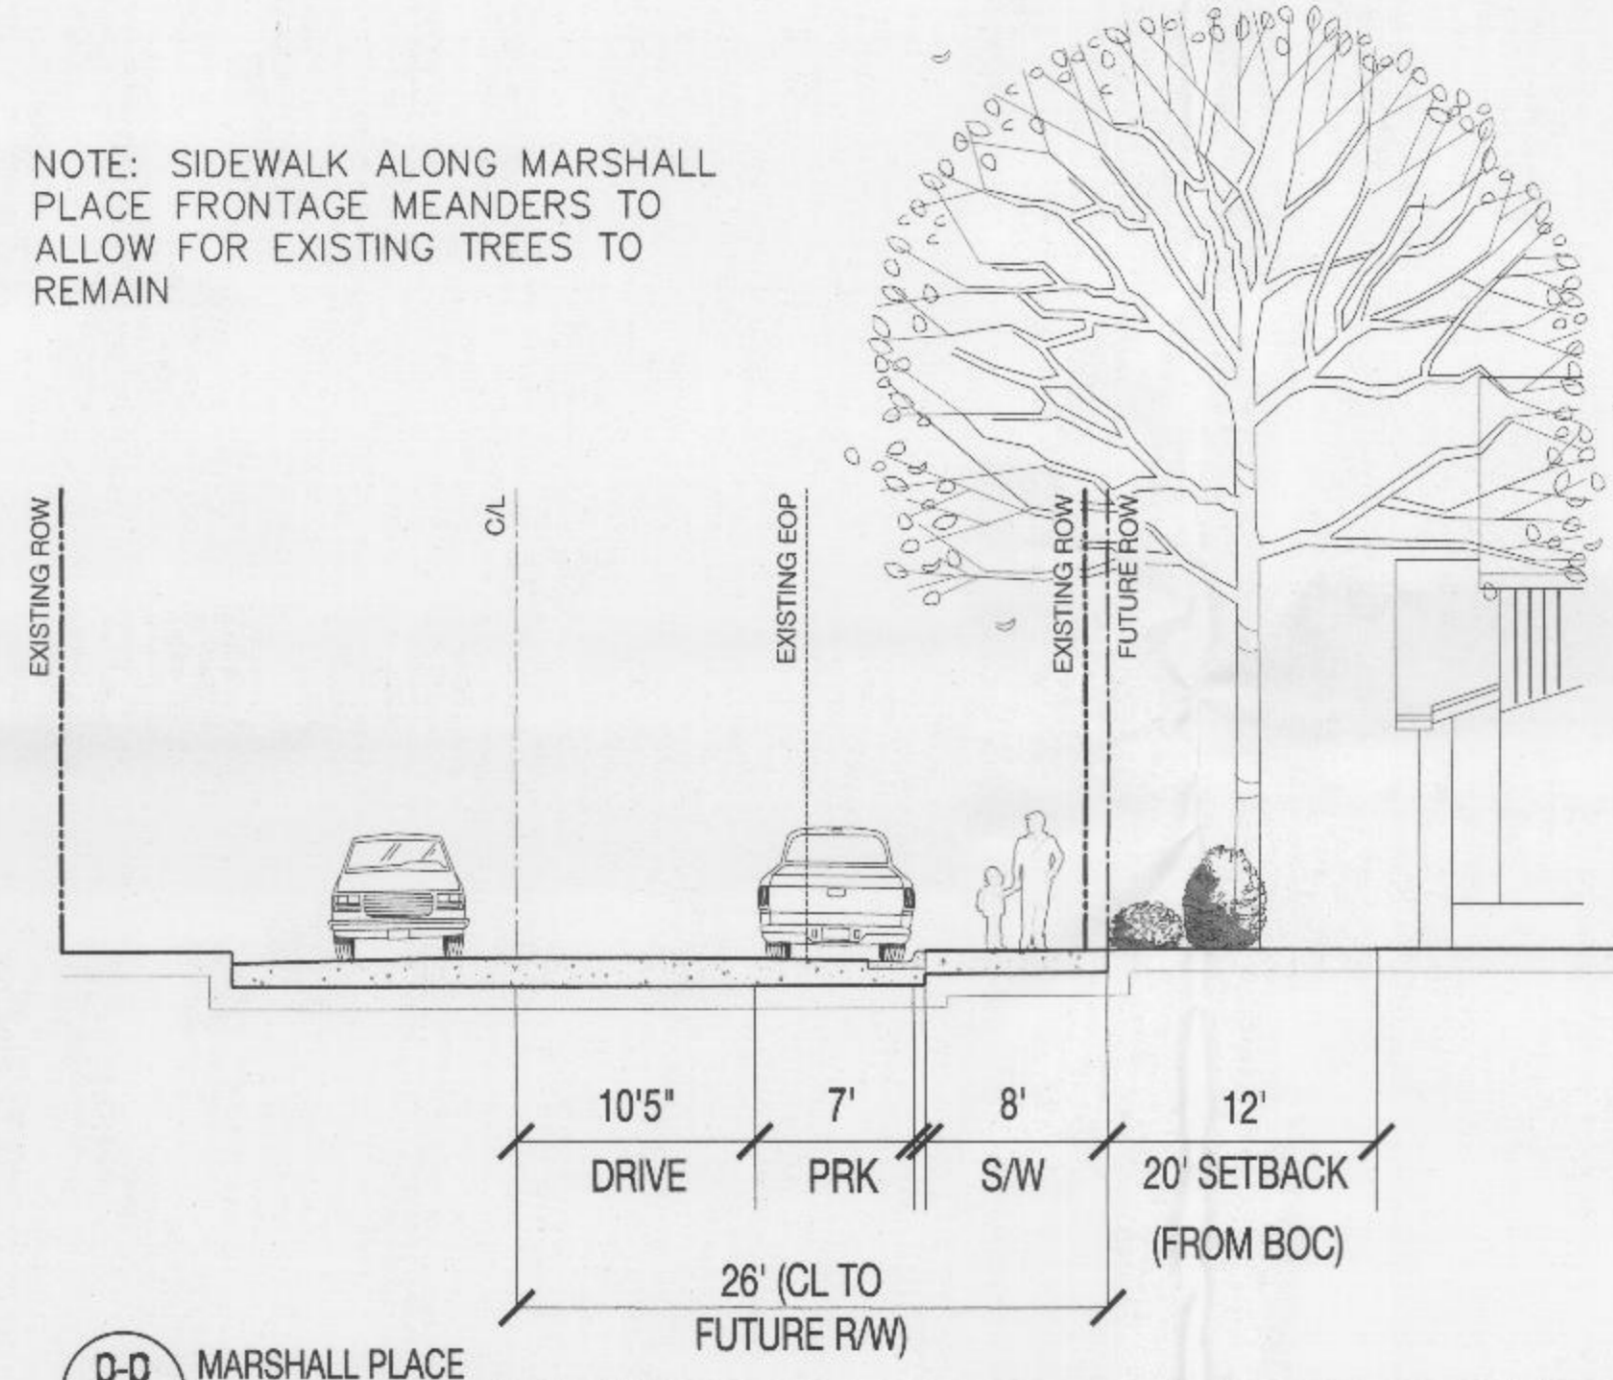 NOTE: SIDEWALK ALONG MARSHALL
PLACE FRONTAGE MEANDERS TO
ALLOW FOR EXISTING TREES TO
REMAIN
EXISTING ROW
C/L
EXISTING EOP
EXISTING ROW
FUTURE ROW
10'5"
7'
8'
12'
DRIVE
PRK
S/W
20' SETBACK
(FROM BOC)
26' (CL TO
FUTURE R/W)
D-D
MARSHALL PLACE